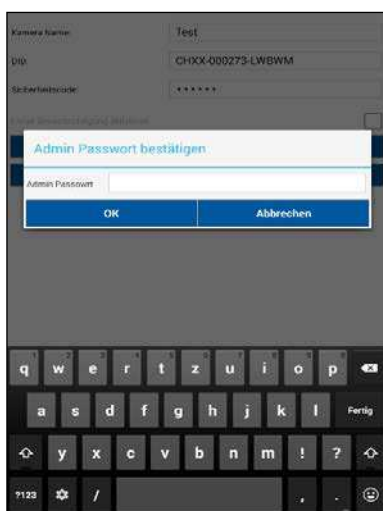 Kamera Name: Test
DID: CHXX-000273-LWBWM
Sicherheitscode: ••••••
Admin Passwort bestätigen
Admin Passwort
OK Abbrechen
q w e r t z u i o p
a s d f g h j k l Fertig
y x c v b n m ! ?
?123 / , .